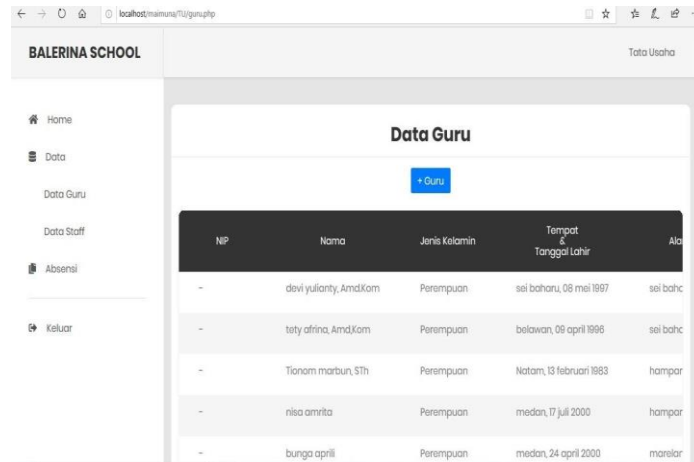 localhost/maimuna/TU/guru.php
BALERINA SCHOOL
Tata Usaha
Home
Data
Data Guru
Data Staff
Absensi
Keluar
Data Guru
+ Guru
NIP Nama Jenis Kelamin Tempat & Tanggal Lahir Ala
- devi yulianty, Amd,Kom Perempuan sei baharu, 08 mei 1997 sei baha
- tety afrina, Amd,Kom Perempuan belawan, 09 april 1996 sei baha
- Tionom marbun, STh Perempuan Natam, 13 februari 1983 hampar
- nisa amrita Perempuan medan, 17 juli 2000 hampar
- bunga aprili Perempuan medan, 24 april 2000 marelar